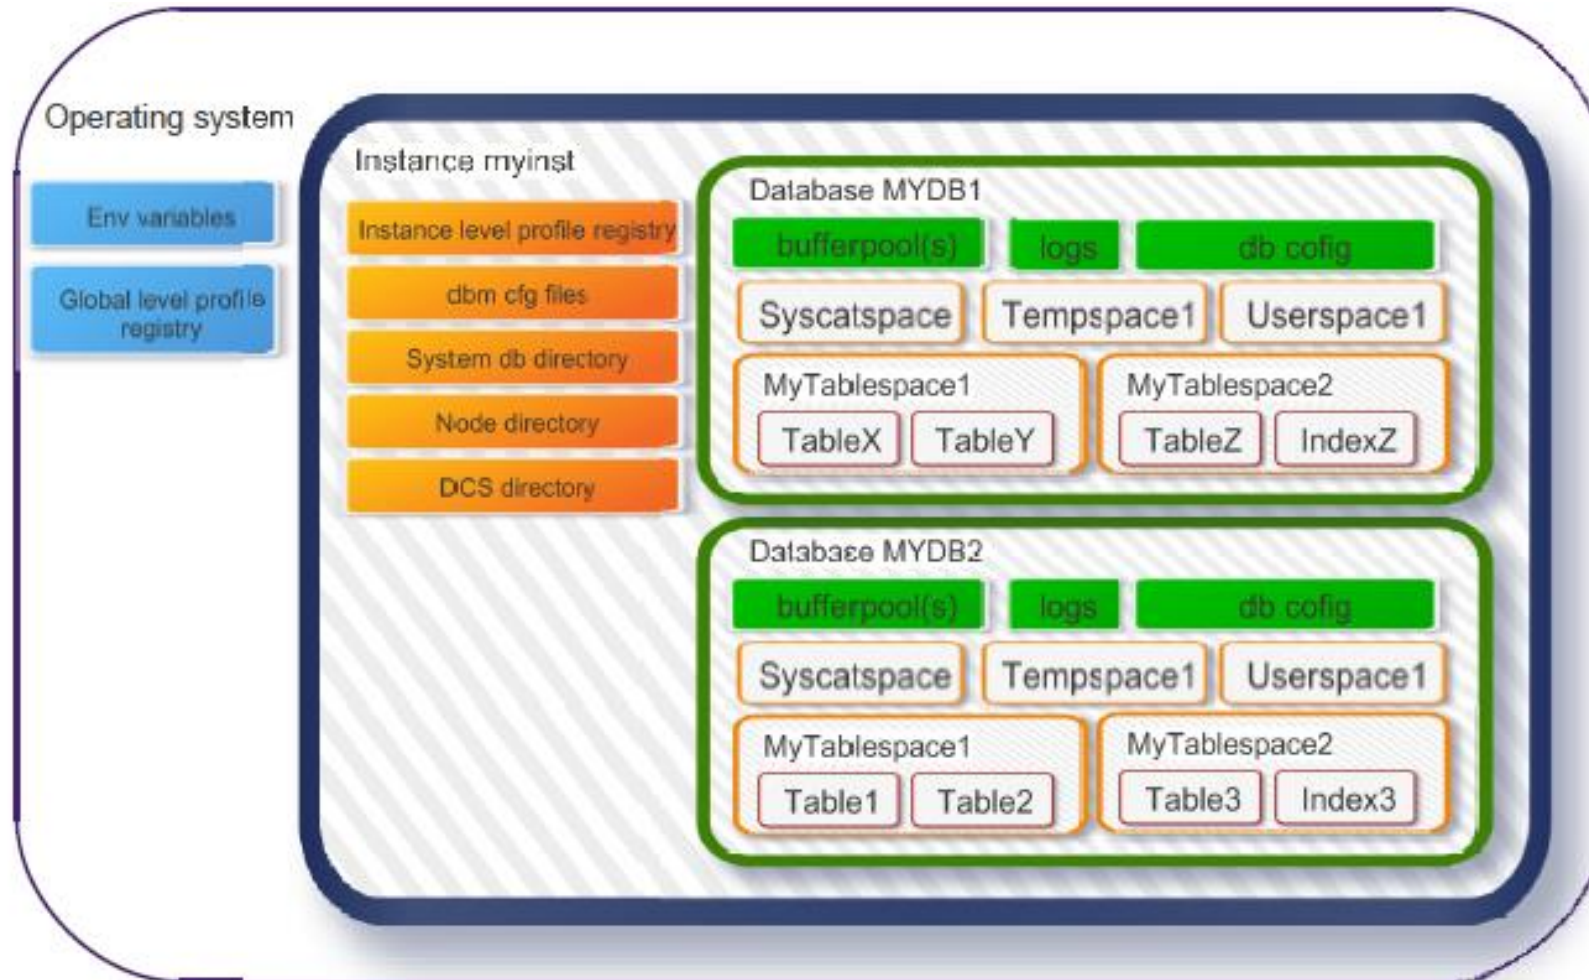 Operating system
Env variables
Global level profile
registry
Instance myinst
Instance level profile registry
dbm cfg files
System db directory
Node directory
DCS directory
Database MYDB1
bufferpool(s) logs db cofig
Syscatspace Tempspace1 Userspace1
MyTablespace1 MyTablespace2
TableX TableY TableZ IndexZ
Database MYDB2
bufferpool(s) logs db cofig
Syscatspace Tempspace1 Userspace1
MyTablespace1 MyTablespace2
Table1 Table2 Table3 Index3